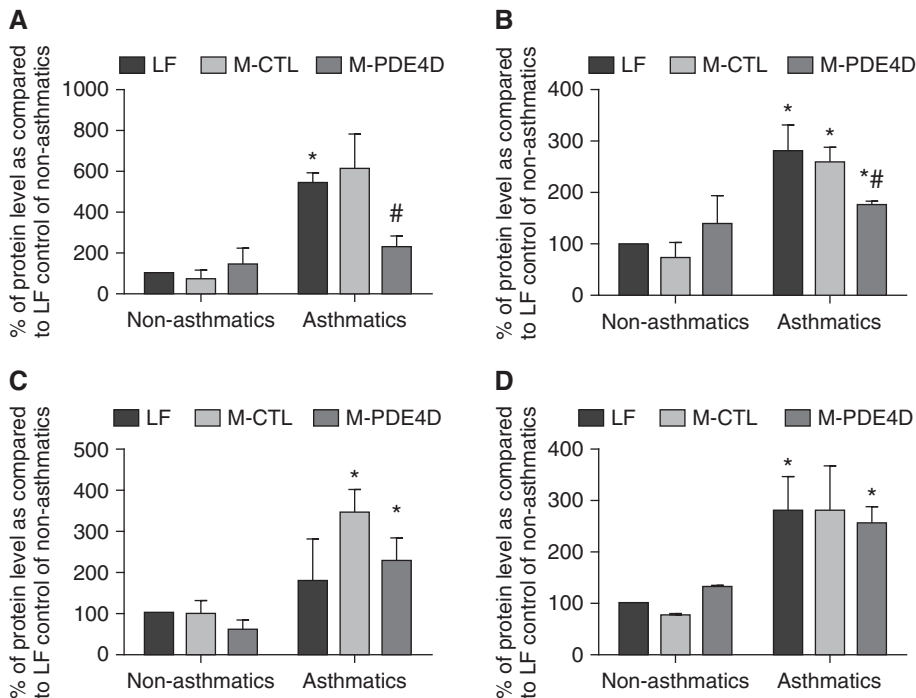 A
% of protein level as compared
to LF control of non-asthmatics
LF M-CTL M-PDE4D
1000
800
600
400
200
0
*
#
Non-asthmatics Asthmatics
B
% of protein level as compared
to LF control of non-asthmatics
LF M-CTL M-PDE4D
400
300
200
100
0
*
*
*#
Non-asthmatics Asthmatics
C
% of protein level as compared
to LF control of non-asthmatics
LF M-CTL M-PDE4D
500
400
300
200
100
0
*
*
Non-asthmatics Asthmatics
D
% of protein level as compared
to LF control of non-asthmatics
LF M-CTL M-PDE4D
400
300
200
100
0
*
*
Non-asthmatics Asthmatics